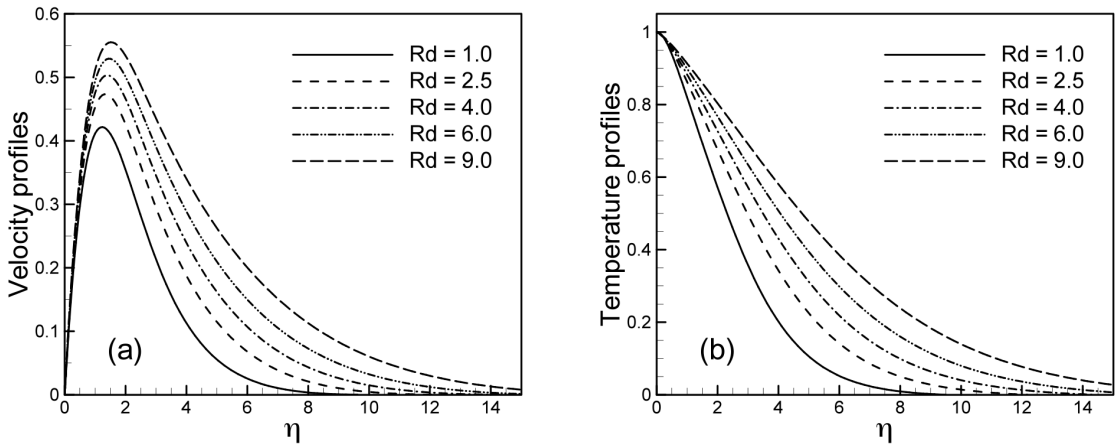 0.6
0.5
0.4
0.3
0.2
0.1
0
Velocity profiles
Rd = 1.0
Rd = 2.5
Rd = 4.0
Rd = 6.0
Rd = 9.0
(a)
0 2 4 6 8 10 12 14
η
1
0.8
0.6
0.4
0.2
0
Temperature profiles
Rd = 1.0
Rd = 2.5
Rd = 4.0
Rd = 6.0
Rd = 9.0
(b)
0 2 4 6 8 10 12 14
η